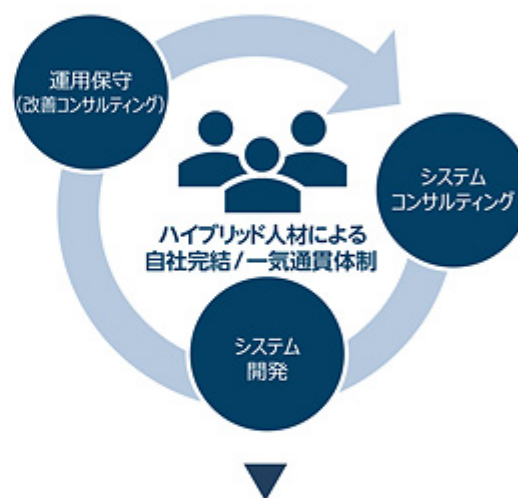 運用保守
(改善コンサルティング)
システム
コンサルティング
ハイブリッド人材による
自社完結/一気通貫体制
システム
開発